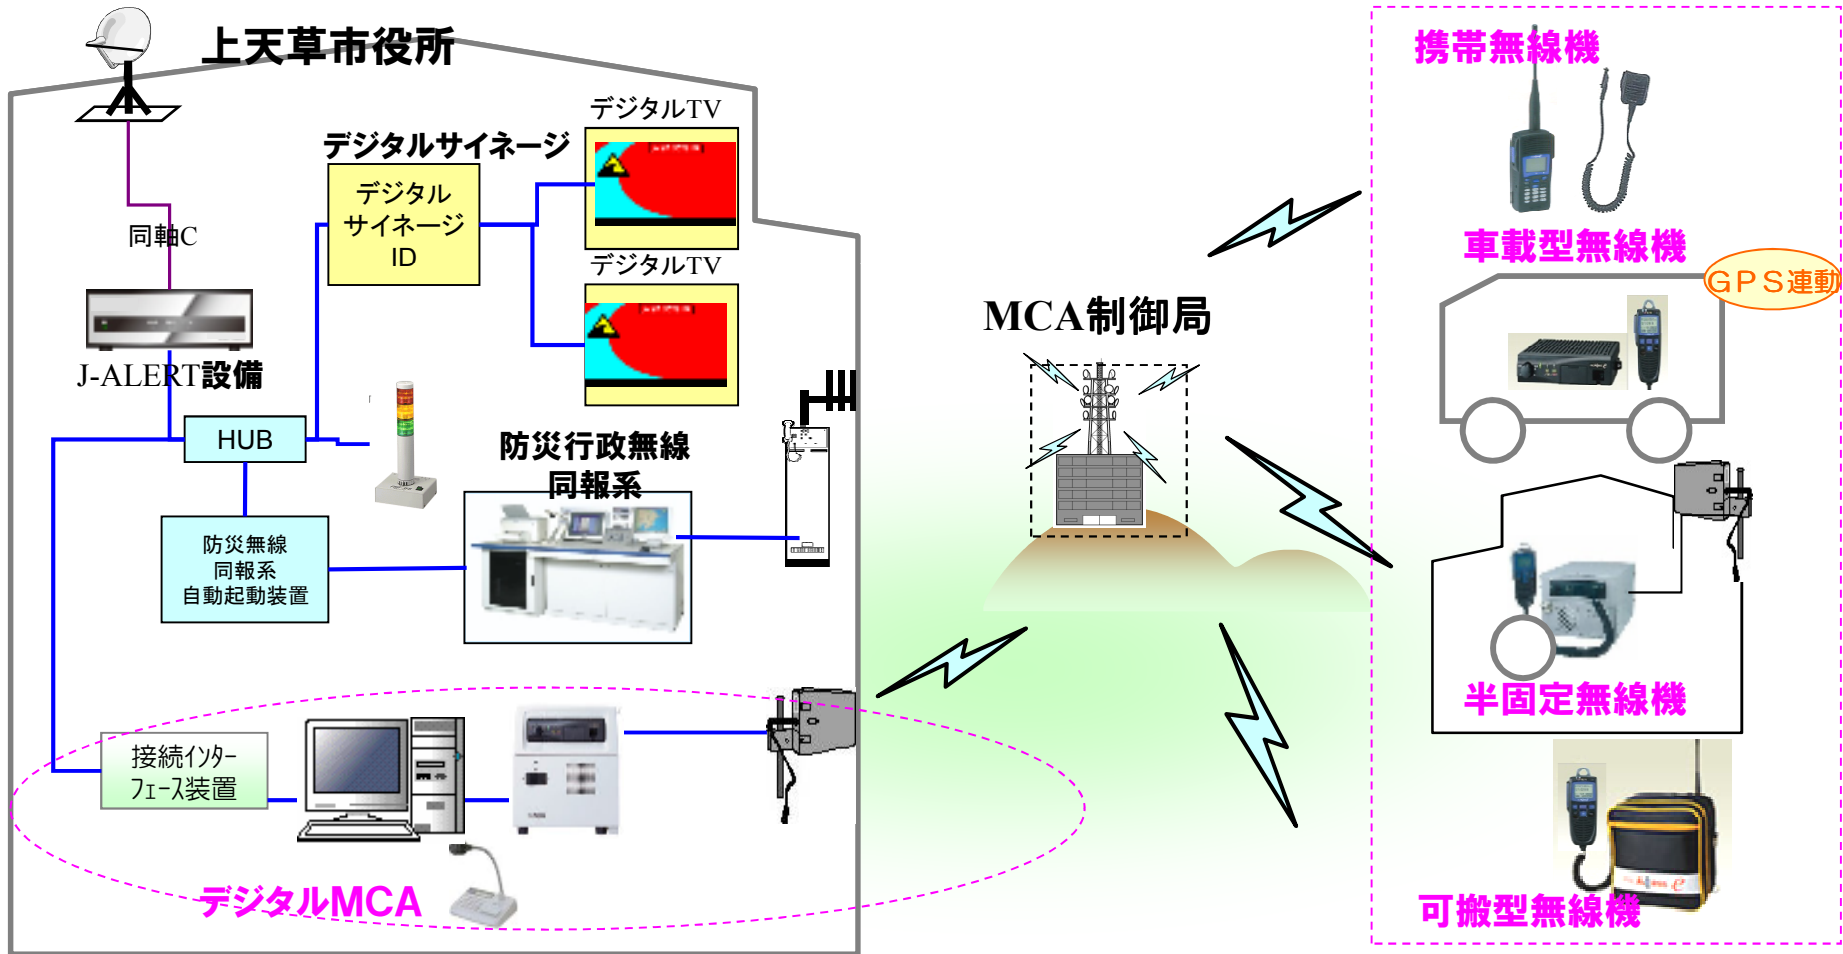 上天草市役所
デジタルTV
デジタルサイネージ
デジタル
サイネージ
ID
同軸C
デジタルTV
J-ALERT設備
HUB
防災行政無線
同報系
防災無線
同報系
自動起動装置
接続インター
フェース装置
デジタルMCA
MCA制御局
携帯無線機
車載型無線機
GPS連動
半固定無線機
可搬型無線機